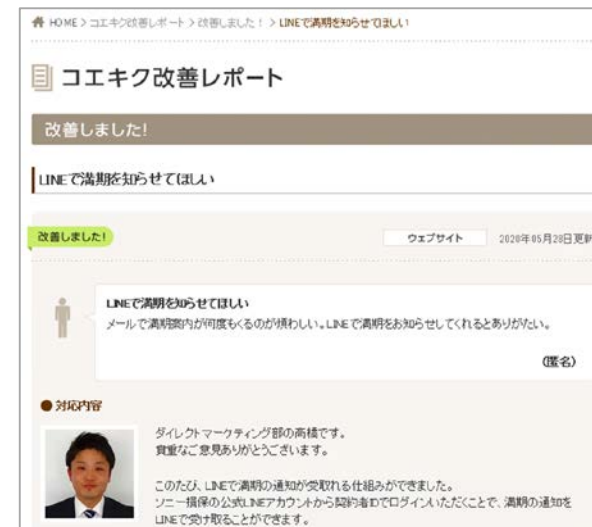 HOME > コエキク改善レポート > 改善しました！ > LINEで満期を知らせてほしい
コエキク改善レポート
改善しました!
LINEで満期を知らせてほしい
改善しました!
ウェブサイト
2020年05月28日更新
LINEで満期を知らせてほしい
メールで満期案内が何度もくるのが煩わしい。LINEで満期をお知らせしてくれるとありがたい。
(匿名)
● 対応内容
ダイレクトマーケティング部の高橋です。
貴重なご意見ありがとうございます。
このたび、LINEで満期の通知が受取れる仕組みができました。
ソニー損保の公式LINEアカウントから契約者IDでログインいただくことで、満期の通知を
LINEで受け取ることができます。